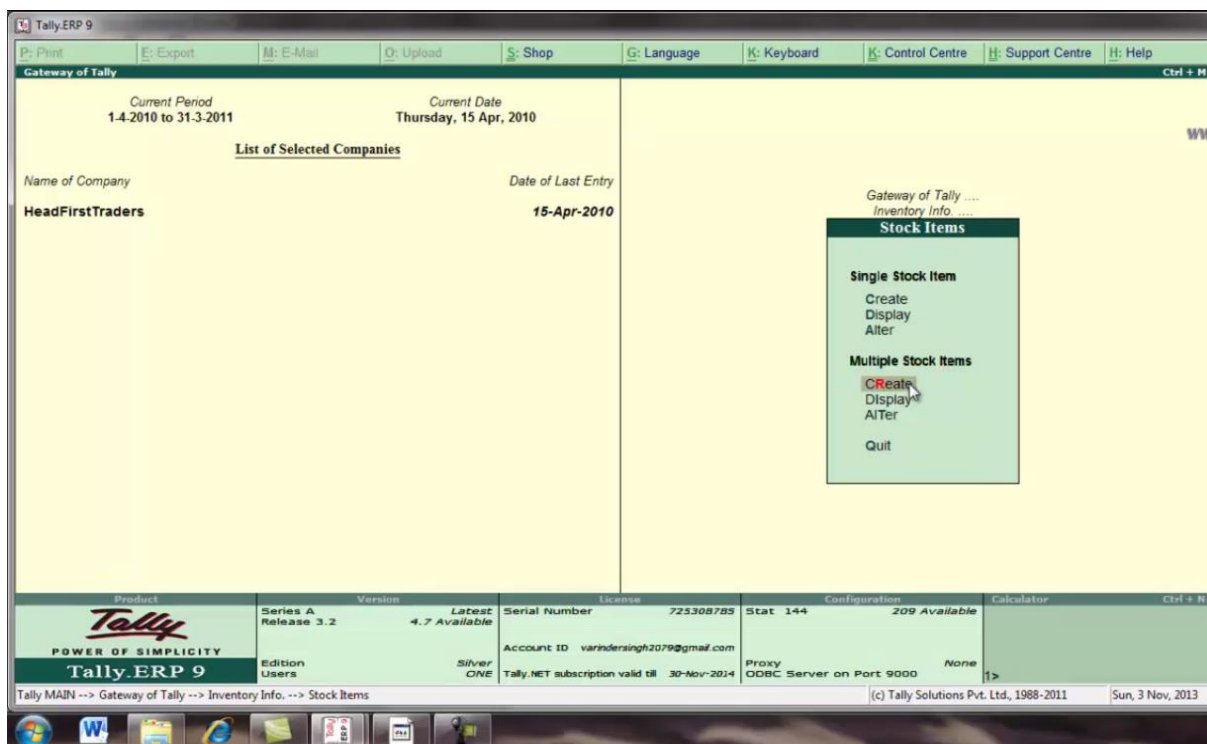 Tally.ERP 9
P: Print E: Export M: E-Mail O: Upload S: Shop G: Language K: Keyboard K: Control Centre H: Support Centre H: Help
Gateway of Tally Ctrl + M
Current Period Current Date
1-4-2010 to 31-3-2011 Thursday, 15 Apr, 2010
List of Selected Companies
Name of Company Date of Last Entry
HeadFirstTraders 15-Apr-2010
Gateway of Tally ....
Inventory Info. ....
Stock Items
Single Stock Item
Create
Display
Alter
Multiple Stock Items
CReate
DIsplay
AlTer
Quit
Product Version License Configuration Calculator Ctrl + N
Tally
POWER OF SIMPLICITY
Tally.ERP 9
Series A Latest
Release 3.2 4.7 Available
Edition Silver
Users ONE
Serial Number 725308785
Account ID varindersingh2079@gmail.com
Tally.NET subscription valid till 30-Nov-2014
Stat 144 209 Available
Proxy None
ODBC Server on Port 9000
1>
Tally MAIN --> Gateway of Tally --> Inventory Info. --> Stock Items (c) Tally Solutions Pvt. Ltd., 1988-2011 Sun, 3 Nov, 2013